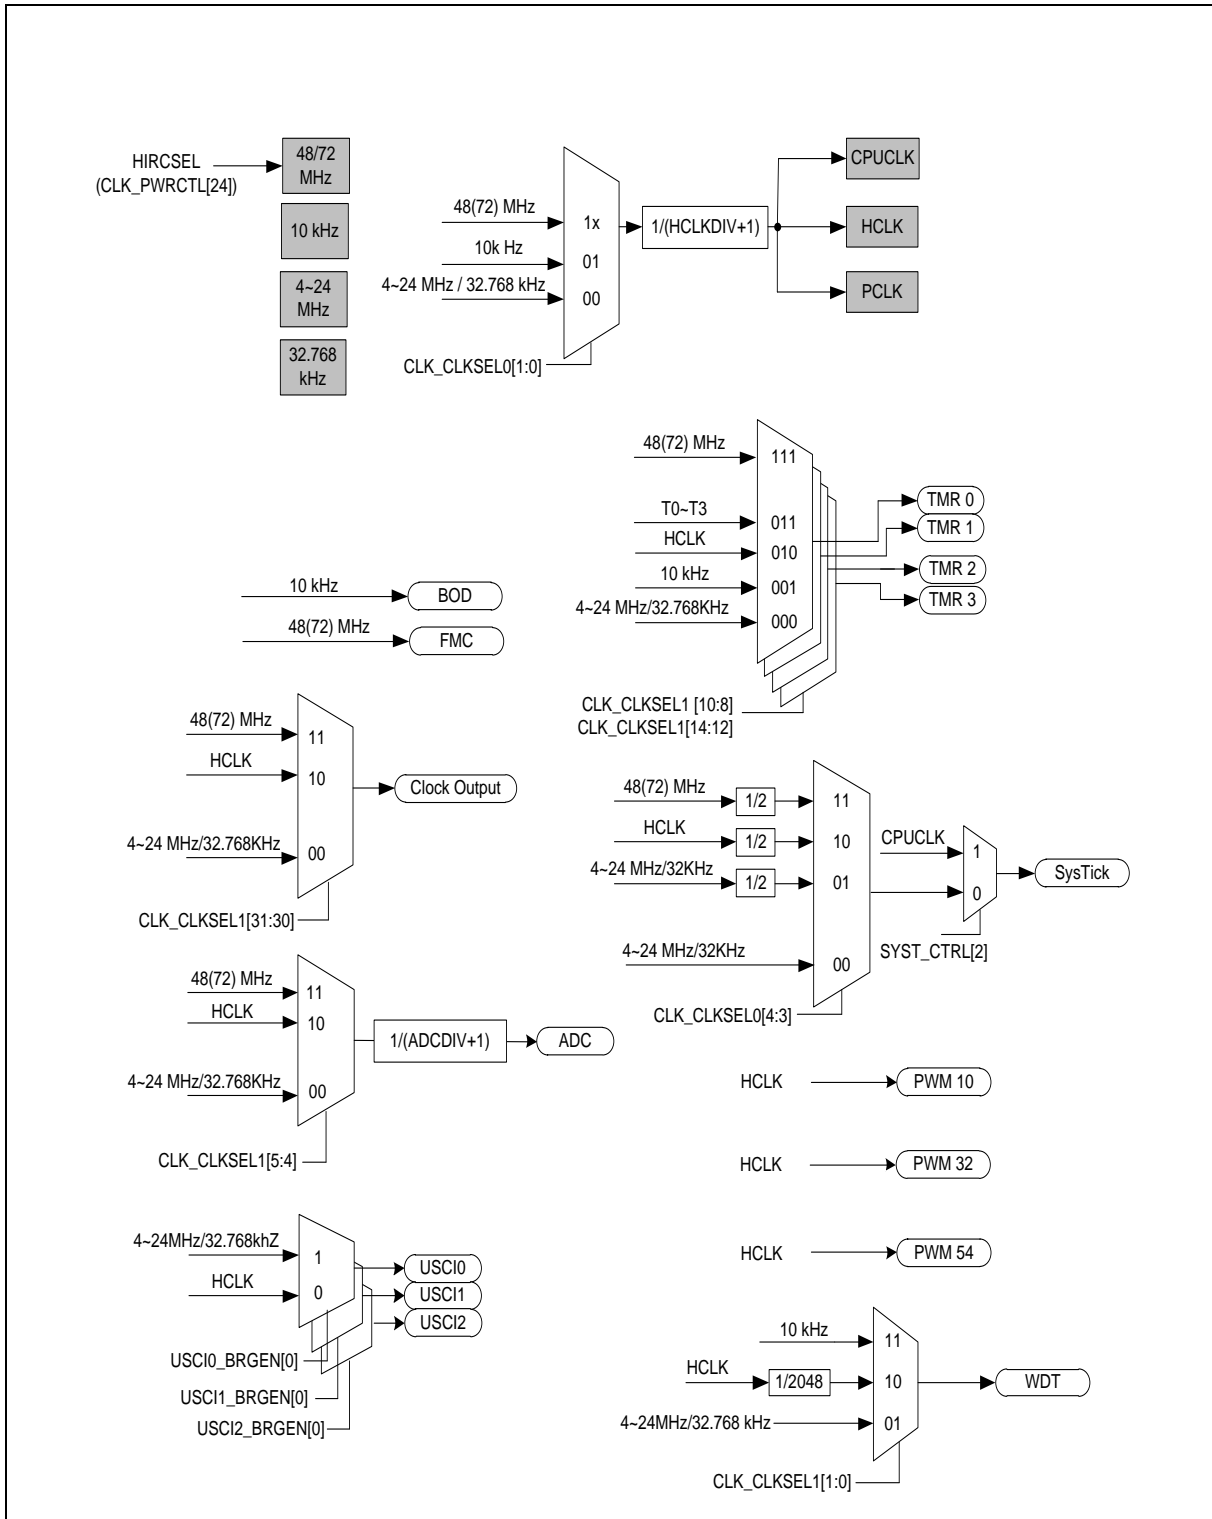 HIRCSEL
(CLK_PWRCTL[24])
48/72
MHz
10 kHz
4~24
MHz
32.768
kHz
48(72) MHz
10k Hz
4~24 MHz / 32.768 kHz
1x
01
00
CLK_CLKSEL0[1:0]
1/(HCLKDIV+1)
CPUCLK
HCLK
PCLK
48(72) MHz
T0~T3
HCLK
10 kHz
4~24 MHz/32.768KHz
111
011
010
001
000
CLK_CLKSEL1 [10:8]
CLK_CLKSEL1[14:12]
TMR 0
TMR 1
TMR 2
TMR 3
10 kHz
BOD
48(72) MHz
FMC
48(72) MHz
HCLK
4~24 MHz/32.768KHz
11
10
00
CLK_CLKSEL1[31:30]
Clock Output
48(72) MHz
HCLK
4~24 MHz/32KHz
4~24 MHz/32KHz
1/2
1/2
1/2
11
10
01
00
CLK_CLKSEL0[4:3]
CPUCLK
1
0
SYST_CTRL[2]
SysTick
48(72) MHz
HCLK
4~24 MHz/32.768KHz
11
10
00
CLK_CLKSEL1[5:4]
1/(ADCDIV+1)
ADC
HCLK
PWM 10
HCLK
PWM 32
HCLK
PWM 54
4~24MHz/32.768khZ
HCLK
1
0
USCI0
USCI1
USCI2
USCI0_BRGEN[0]
USCI1_BRGEN[0]
USCI2_BRGEN[0]
10 kHz
HCLK
1/2048
4~24MHz/32.768 kHz
11
10
01
CLK_CLKSEL1[1:0]
WDT